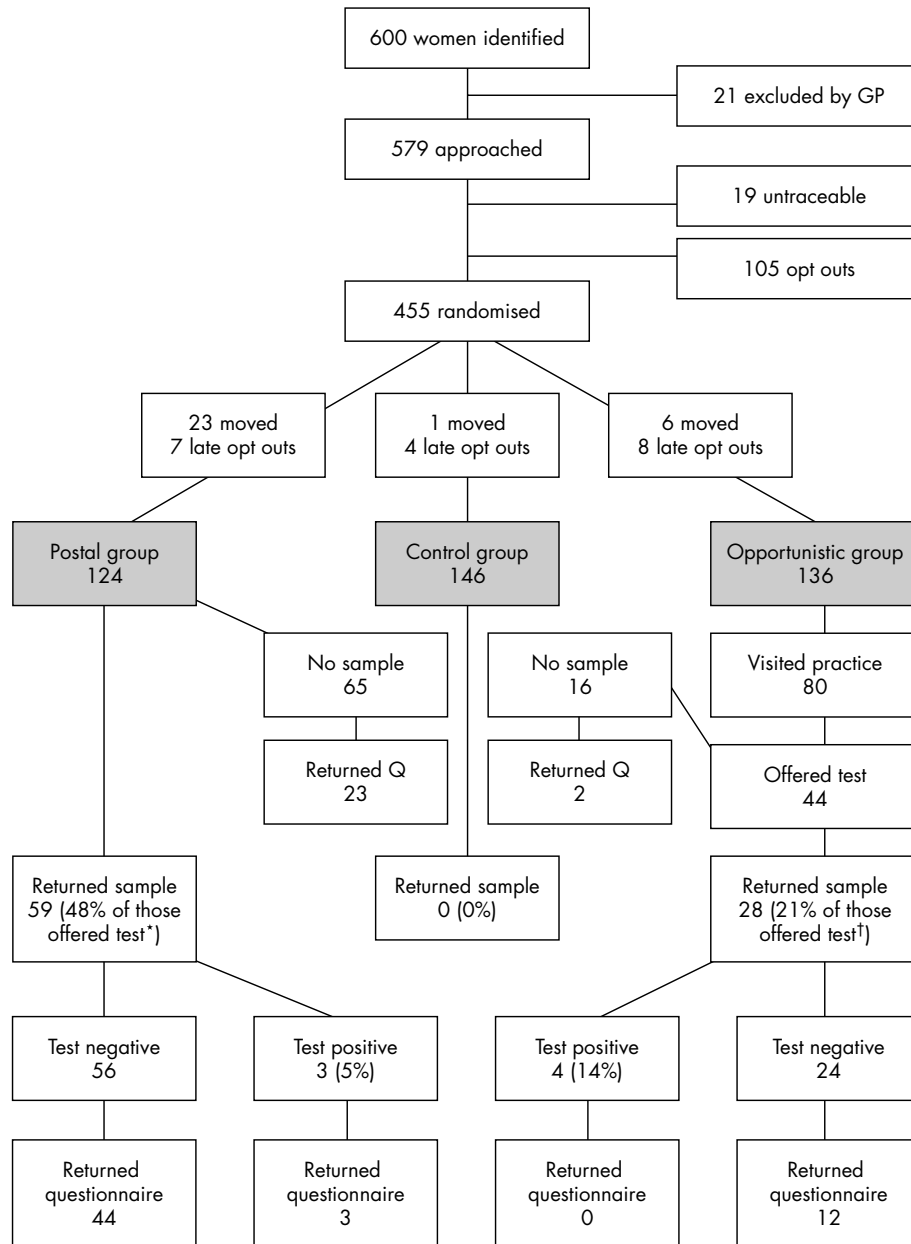 600 women identified
21 excluded by GP
579 approached
19 untraceable
105 opt outs
455 randomised
23 moved
7 late opt outs
1 moved
4 late opt outs
6 moved
8 late opt outs
Postal group
124
Control group
146
Opportunistic group
136
No sample
65
No sample
16
Visited practice
80
Returned Q
23
Returned Q
2
Offered test
44
Returned sample
59 (48% of those
offered test*)
Returned sample
0 (0%)
Returned sample
28 (21% of those
offered test†)
Test negative
56
Test positive
3 (5%)
Test positive
4 (14%)
Test negative
24
Returned
questionnaire
44
Returned
questionnaire
3
Returned
questionnaire
0
Returned
questionnaire
12